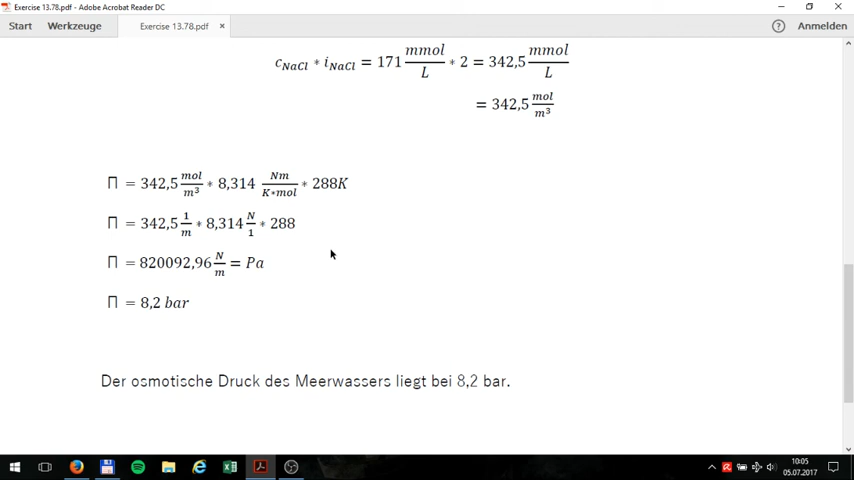 Exercise 13.78.pdf - Adobe Acrobat Reader DC
Start Werkzeuge Exercise 13.78.pdf × ? Anmelden
c_NaCl * i_NaCl = 171 mmol/L * 2 = 342,5 mmol/L
= 342,5 mol/m³
Π = 342,5 mol/m³ * 8,314 Nm/K*mol * 288K
Π = 342,5 1/m * 8,314 N/1 * 288
Π = 820092,96 N/m = Pa
Π = 8,2 bar
Der osmotische Druck des Meerwassers liegt bei 8,2 bar.
10:05
05.07.2017